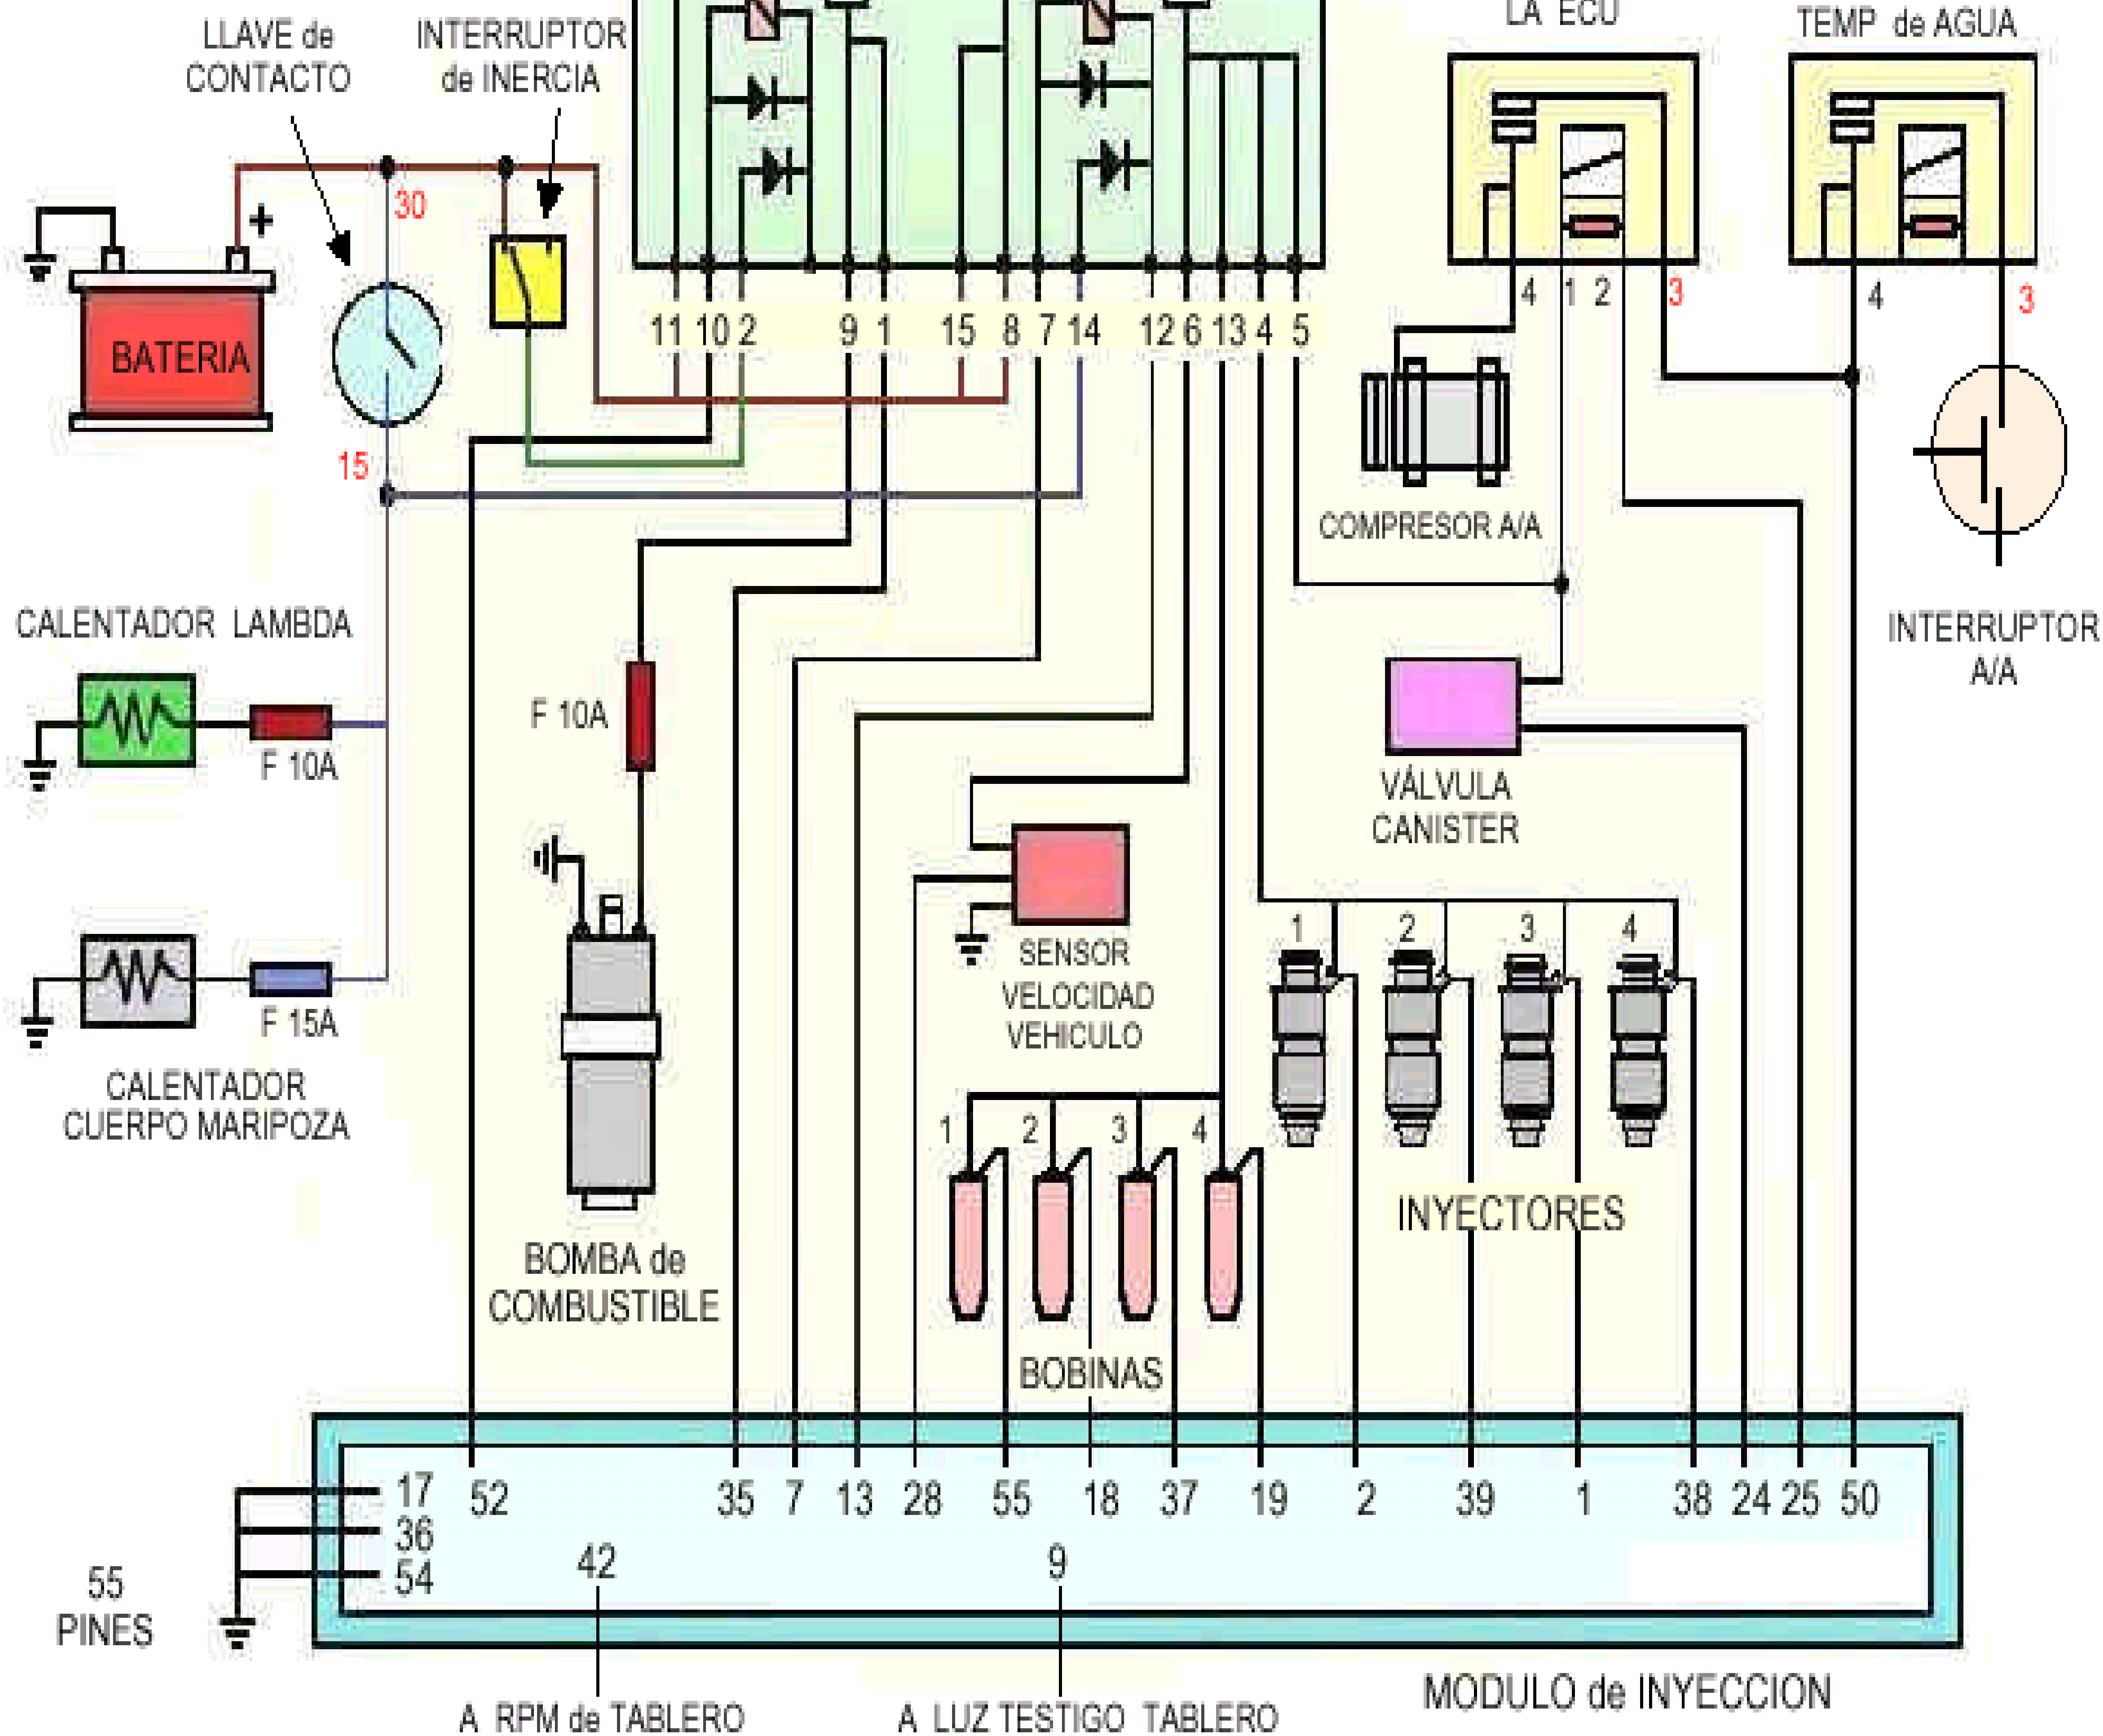 LLAVE de
CONTACTO
INTERRUPTOR
de INERCIA
LA ECU
TEMP de AGUA
30
+
BATERIA
15
11 10 2 9 1 15 8 7 14 12 6 13 4 5
4 1 2 3
4 3
COMPRESOR A/A
INTERRUPTOR
A/A
CALENTADOR LAMBDA
F 10A
F 10A
VÁLVULA
CANISTER
SENSOR
VELOCIDAD
VEHICULO
1 2 3 4
F 15A
CALENTADOR
CUERPO MARIPOZA
1 2 3 4
INYECTORES
BOMBA de
COMBUSTIBLE
BOBINAS
17
36
54
52 35 7 13 28 55 18 37 19 2 39 1 38 24 25 50
42 9
55
PINES
MODULO de INYECCION
A RPM de TABLERO
A LUZ TESTIGO TABLERO